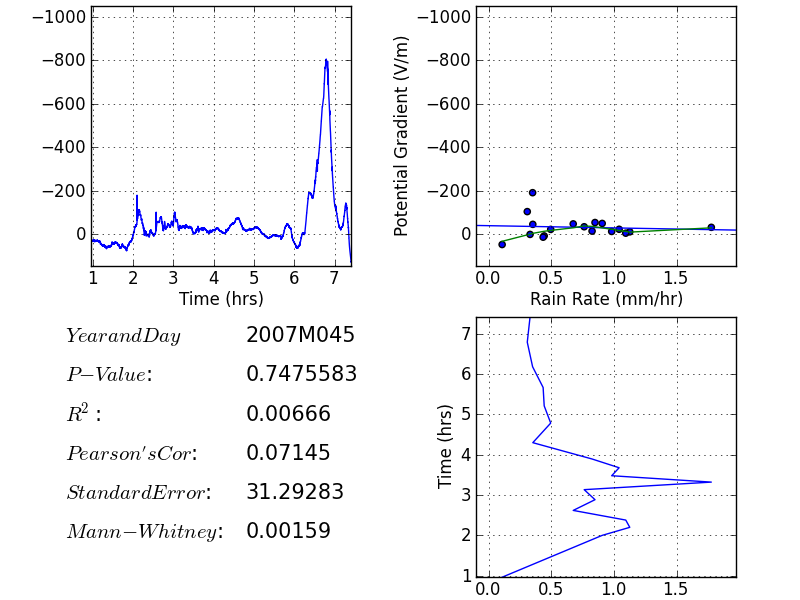 −1000
−800
−600
−400
−200
0
1 2 3 4 5 6 7
Time (hrs)
Potential Gradient (V/m)
−1000
−800
−600
−400
−200
0
0.0 0.5 1.0 1.5
Rain Rate (mm/hr)
YearandDay 2007M045
P−Value: 0.7475583
R²: 0.00666
Pearson'sCor: 0.07145
StandardError: 31.29283
Mann−Whitney: 0.00159
Time (hrs)
7
6
5
4
3
2
1
0.0 0.5 1.0 1.5